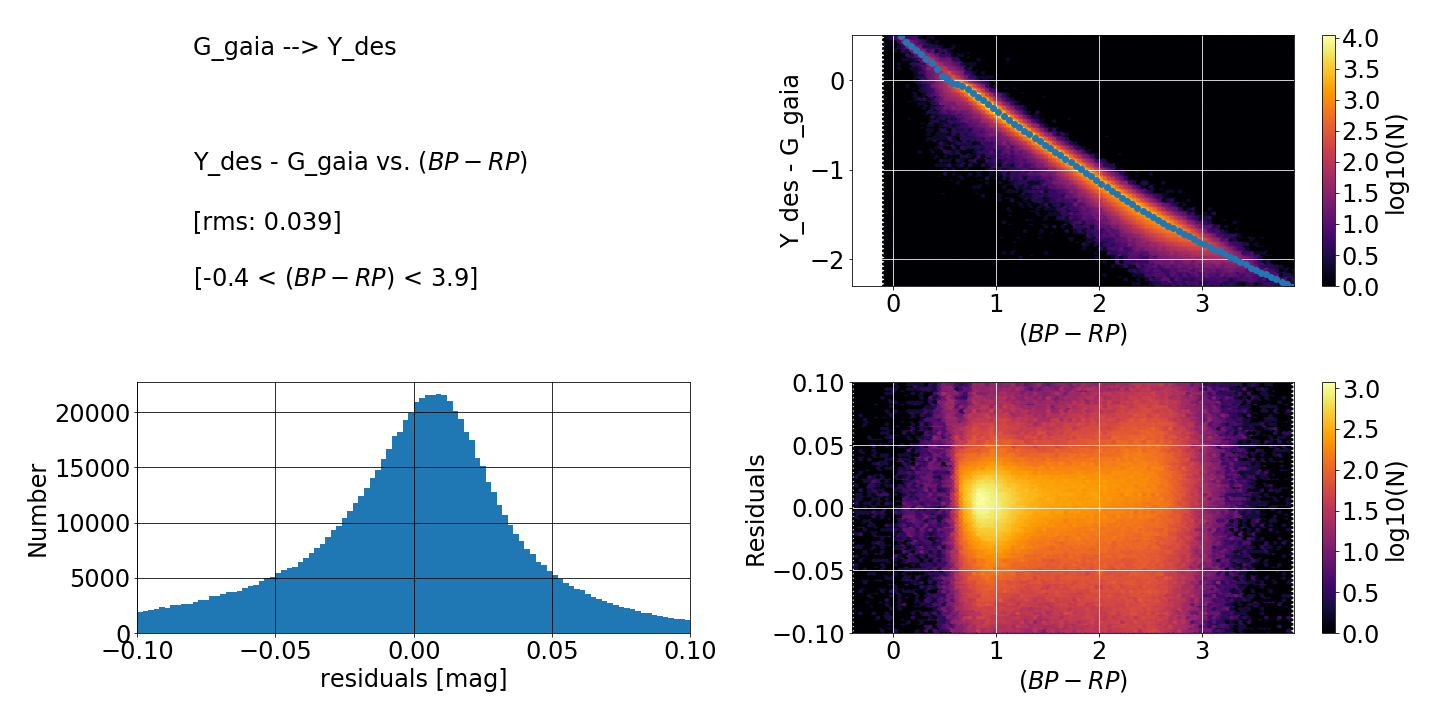 G_gaia --> Y_des
Y_des - G_gaia vs. (BP − RP)
[rms: 0.039]
[-0.4 < (BP − RP) < 3.9]
Y_des - G_gaia
0
−1
−2
0 1 2 3
(BP − RP)
4.0
3.5
3.0
2.5
2.0
1.5
1.0
0.5
0.0
log10(N)
Number
20000
15000
10000
5000
0
−0.10 −0.05 0.00 0.05 0.10
residuals [mag]
Residuals
0.10
0.05
0.00
−0.05
−0.10
0 1 2 3
(BP − RP)
3.0
2.5
2.0
1.5
1.0
0.5
0.0
log10(N)